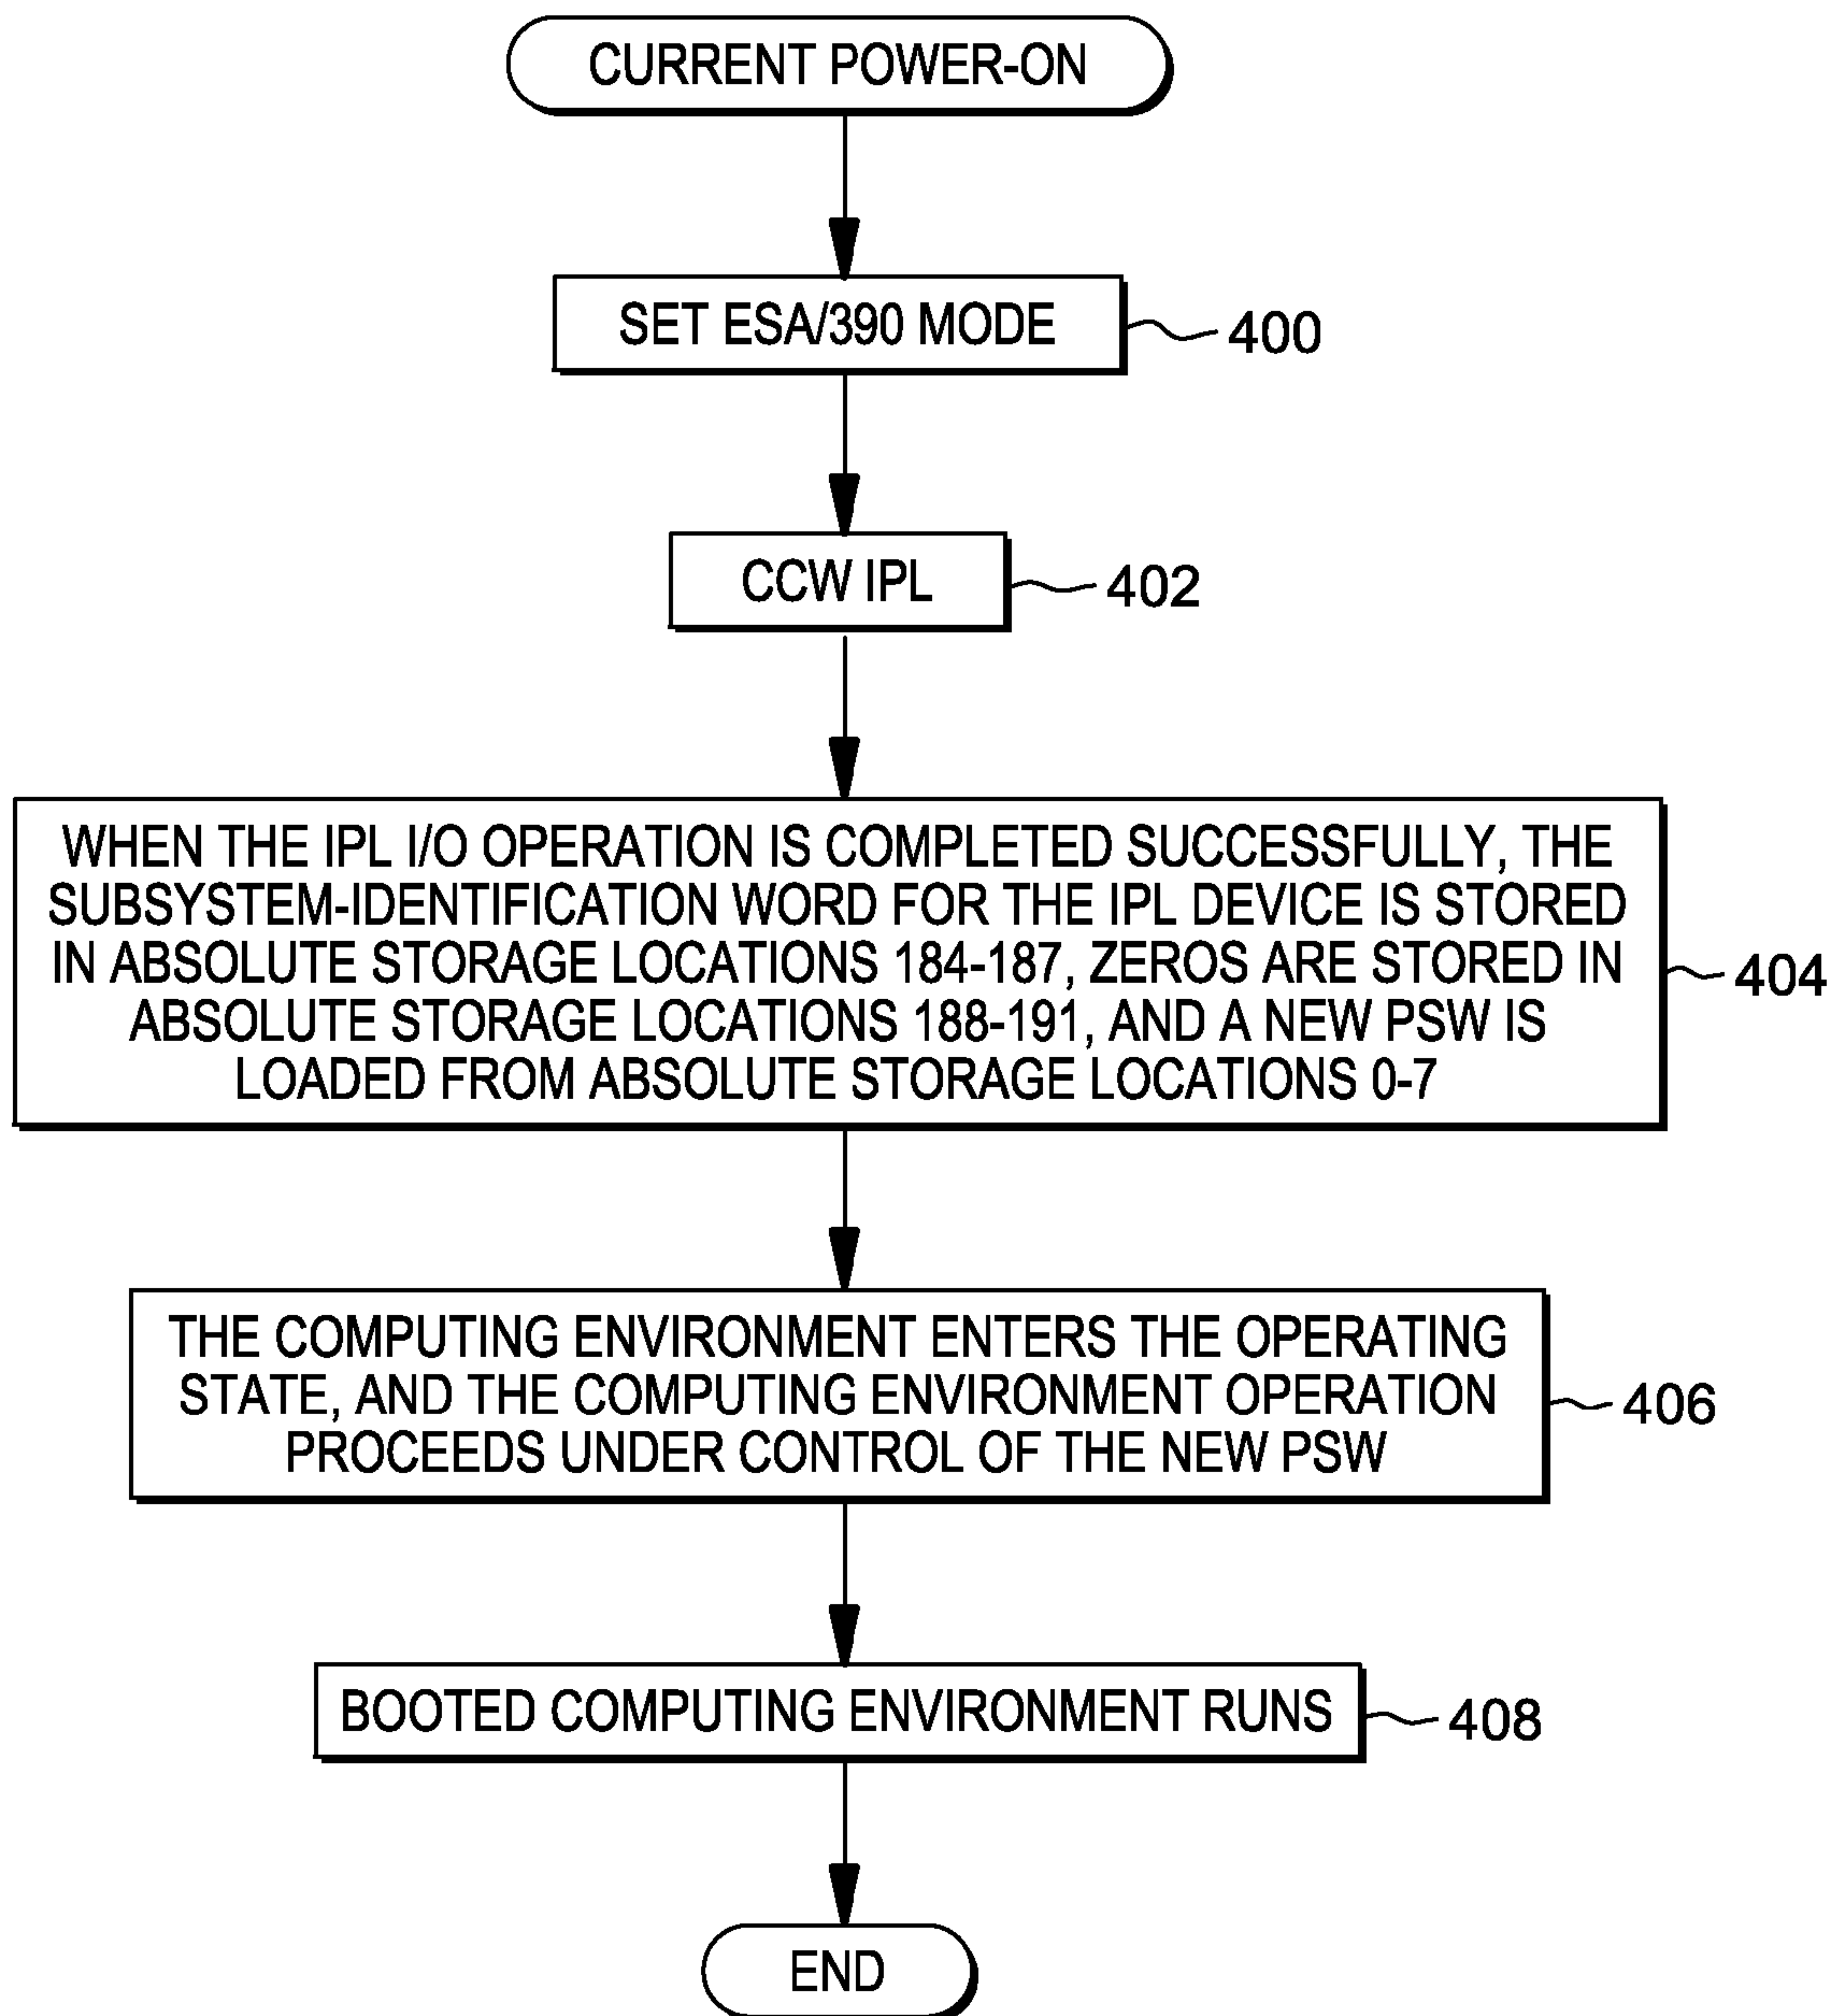 CURRENT POWER-ON
SET ESA/390 MODE
400
CCW IPL
402
WHEN THE IPL I/O OPERATION IS COMPLETED SUCCESSFULLY, THE
SUBSYSTEM-IDENTIFICATION WORD FOR THE IPL DEVICE IS STORED
IN ABSOLUTE STORAGE LOCATIONS 184-187, ZEROS ARE STORED IN
ABSOLUTE STORAGE LOCATIONS 188-191, AND A NEW PSW IS
LOADED FROM ABSOLUTE STORAGE LOCATIONS 0-7
404
THE COMPUTING ENVIRONMENT ENTERS THE OPERATING
STATE, AND THE COMPUTING ENVIRONMENT OPERATION
PROCEEDS UNDER CONTROL OF THE NEW PSW
406
BOOTED COMPUTING ENVIRONMENT RUNS
408
END